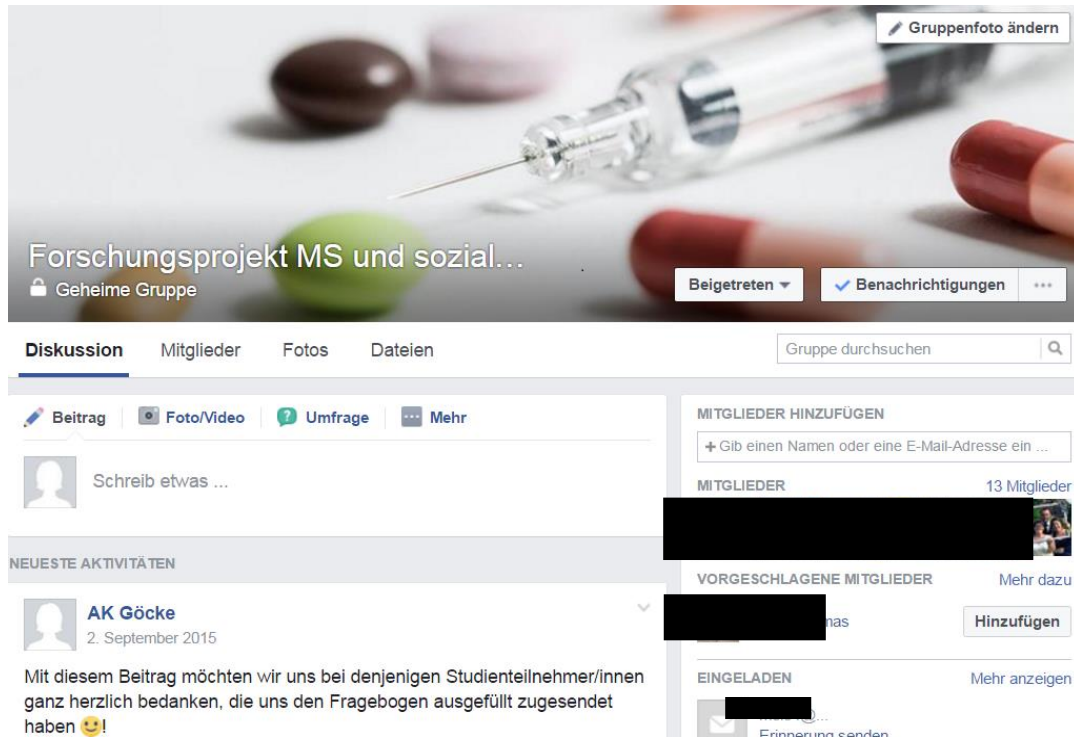 Gruppenfoto ändern
Forschungsprojekt MS und sozial...
Geheime Gruppe
Beigetreten
Benachrichtigungen
Diskussion Mitglieder Fotos Dateien
Gruppe durchsuchen
Beitrag Foto/Video Umfrage Mehr
Schreib etwas ...
NEUESTE AKTIVITÄTEN
AK Göcke
2. September 2015
Mit diesem Beitrag möchten wir uns bei denjenigen Studienteilnehmer/innen
ganz herzlich bedanken, die uns den Fragebogen ausgefüllt zugesendet
haben 🙂!
MITGLIEDER HINZUFÜGEN
+ Gib einen Namen oder eine E-Mail-Adresse ein ...
MITGLIEDER 13 Mitglieder
VORGESCHLAGENE MITGLIEDER Mehr dazu
Hinzufügen
EINGELADEN Mehr anzeigen
Erinnerung senden